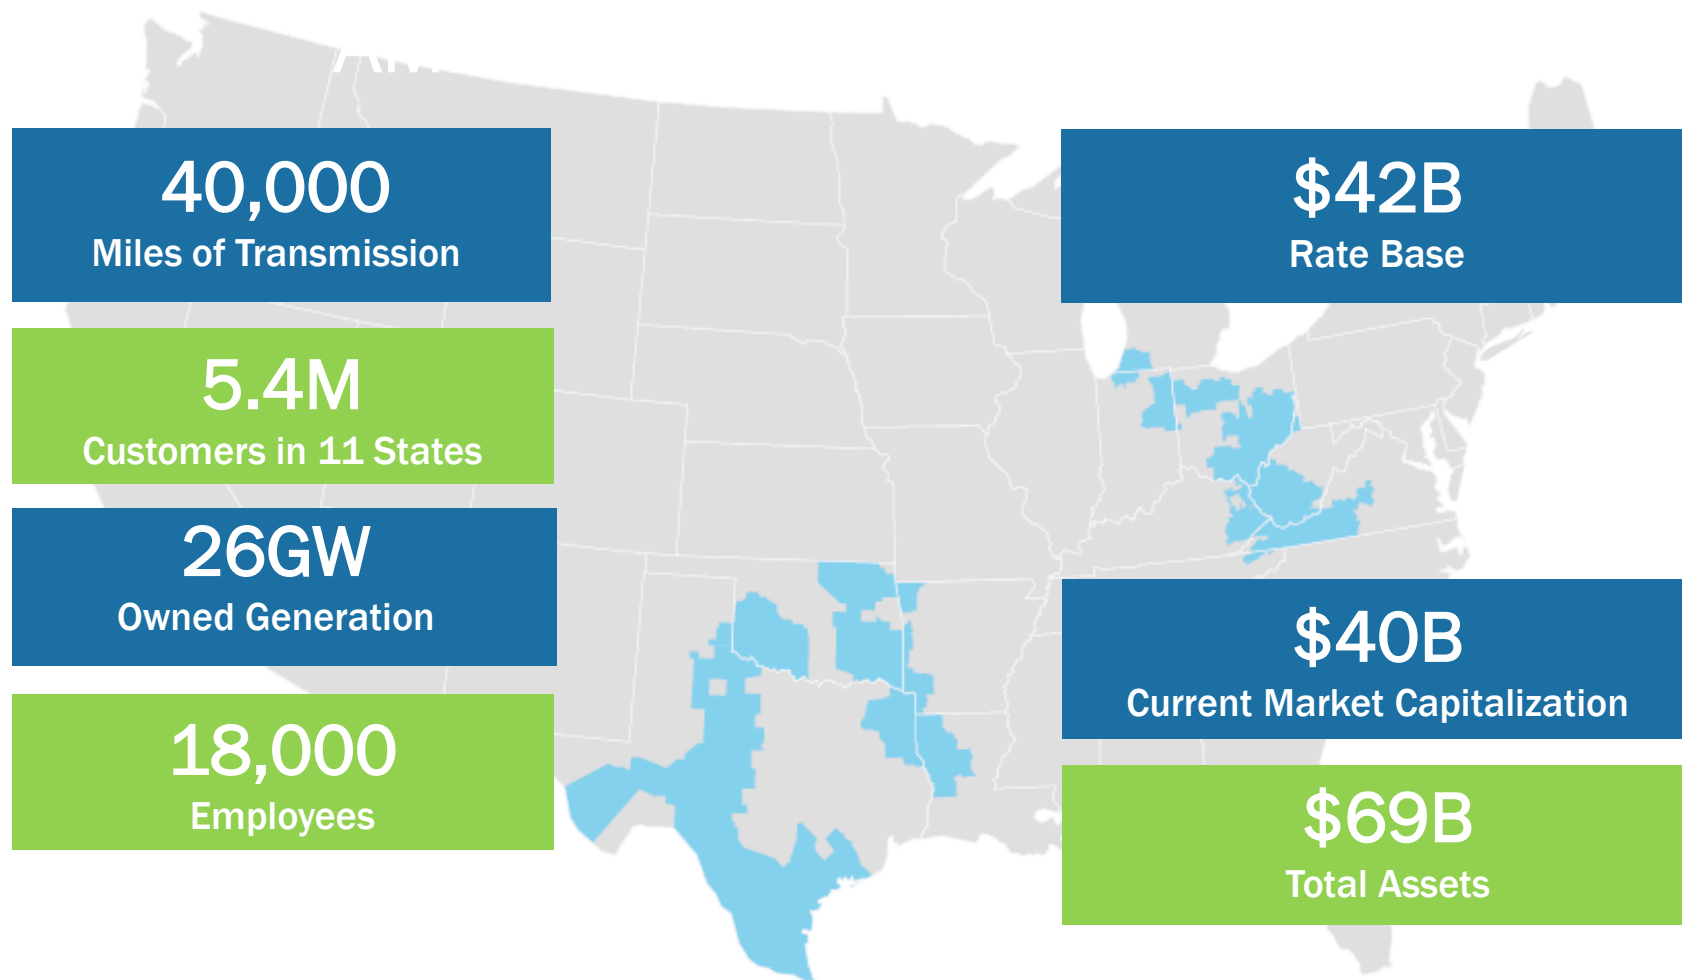 40,000
Miles of Transmission
5.4M
Customers in 11 States
26GW
Owned Generation
18,000
Employees
$42B
Rate Base
$40B
Current Market Capitalization
$69B
Total Assets